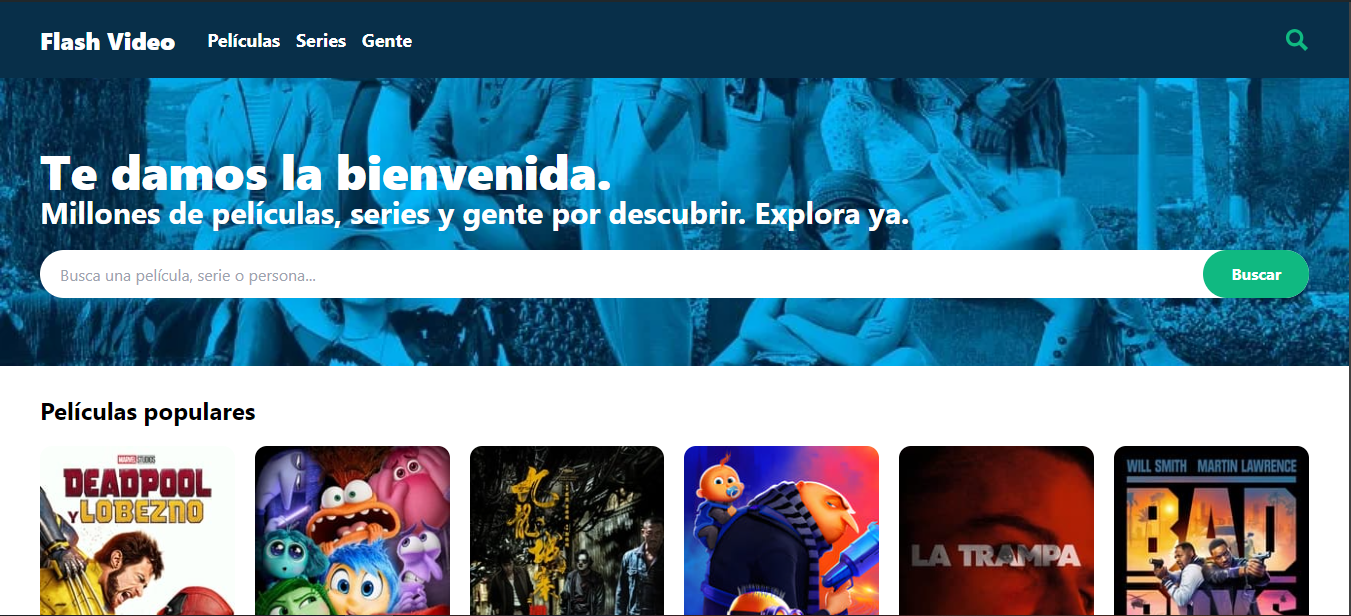 Flash Video
Películas
Series
Gente
Te damos la bienvenida.
Millones de películas, series y gente por descubrir. Explora ya.
Busca una película, serie o persona...
Buscar
Películas populares
MARVEL STUDIOS
DEADPOOL
Y LOBEZNO
LA TRAMPA
WILL SMITH MARTIN LAWRENCE
BAD